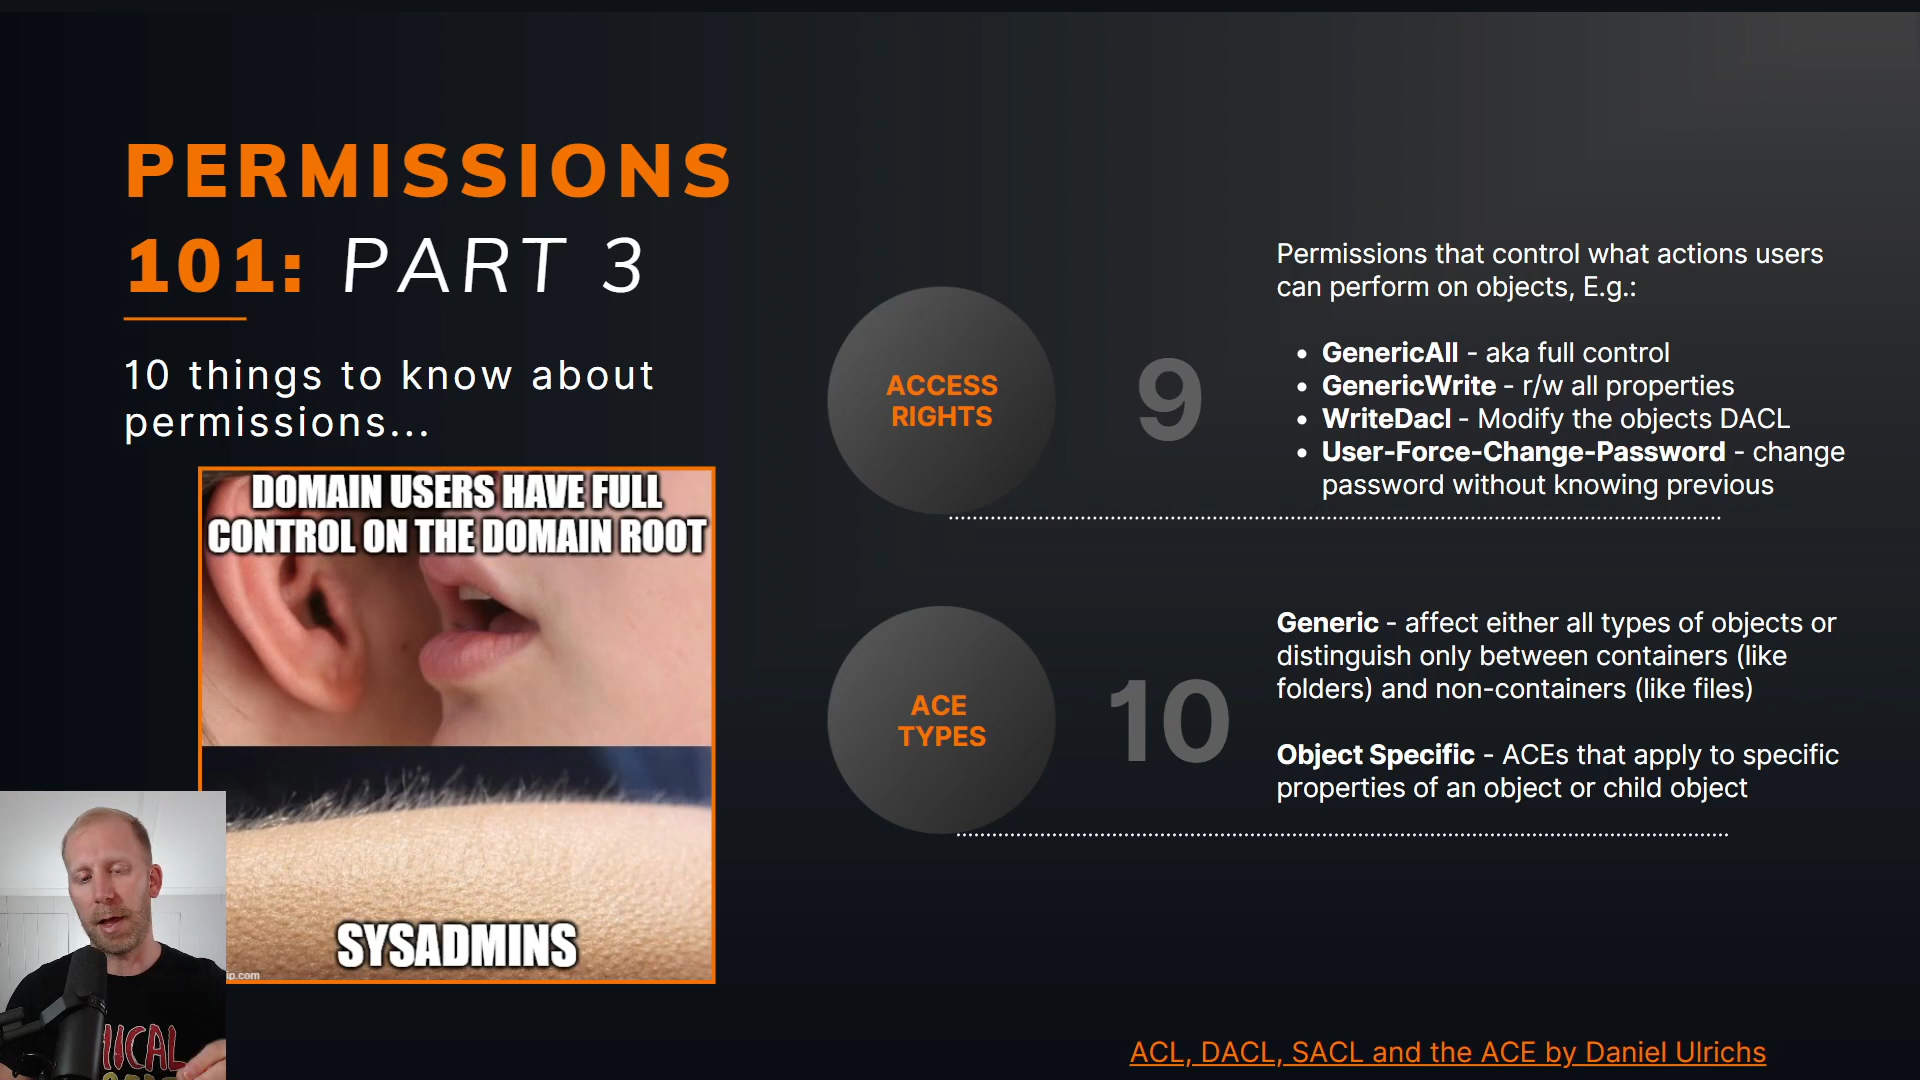 PERMISSIONS
101: PART 3
10 things to know about
permissions...
DOMAIN USERS HAVE FULL
CONTROL ON THE DOMAIN ROOT
SYSADMINS
ip.com
ACCESS
RIGHTS
9
Permissions that control what actions users
can perform on objects, E.g.:
• GenericAll - aka full control
• GenericWrite - r/w all properties
• WriteDacl - Modify the objects DACL
• User-Force-Change-Password - change
password without knowing previous
ACE
TYPES
10
Generic - affect either all types of objects or
distinguish only between containers (like
folders) and non-containers (like files)
Object Specific - ACEs that apply to specific
properties of an object or child object
ACL, DACL, SACL and the ACE by Daniel Ulrichs